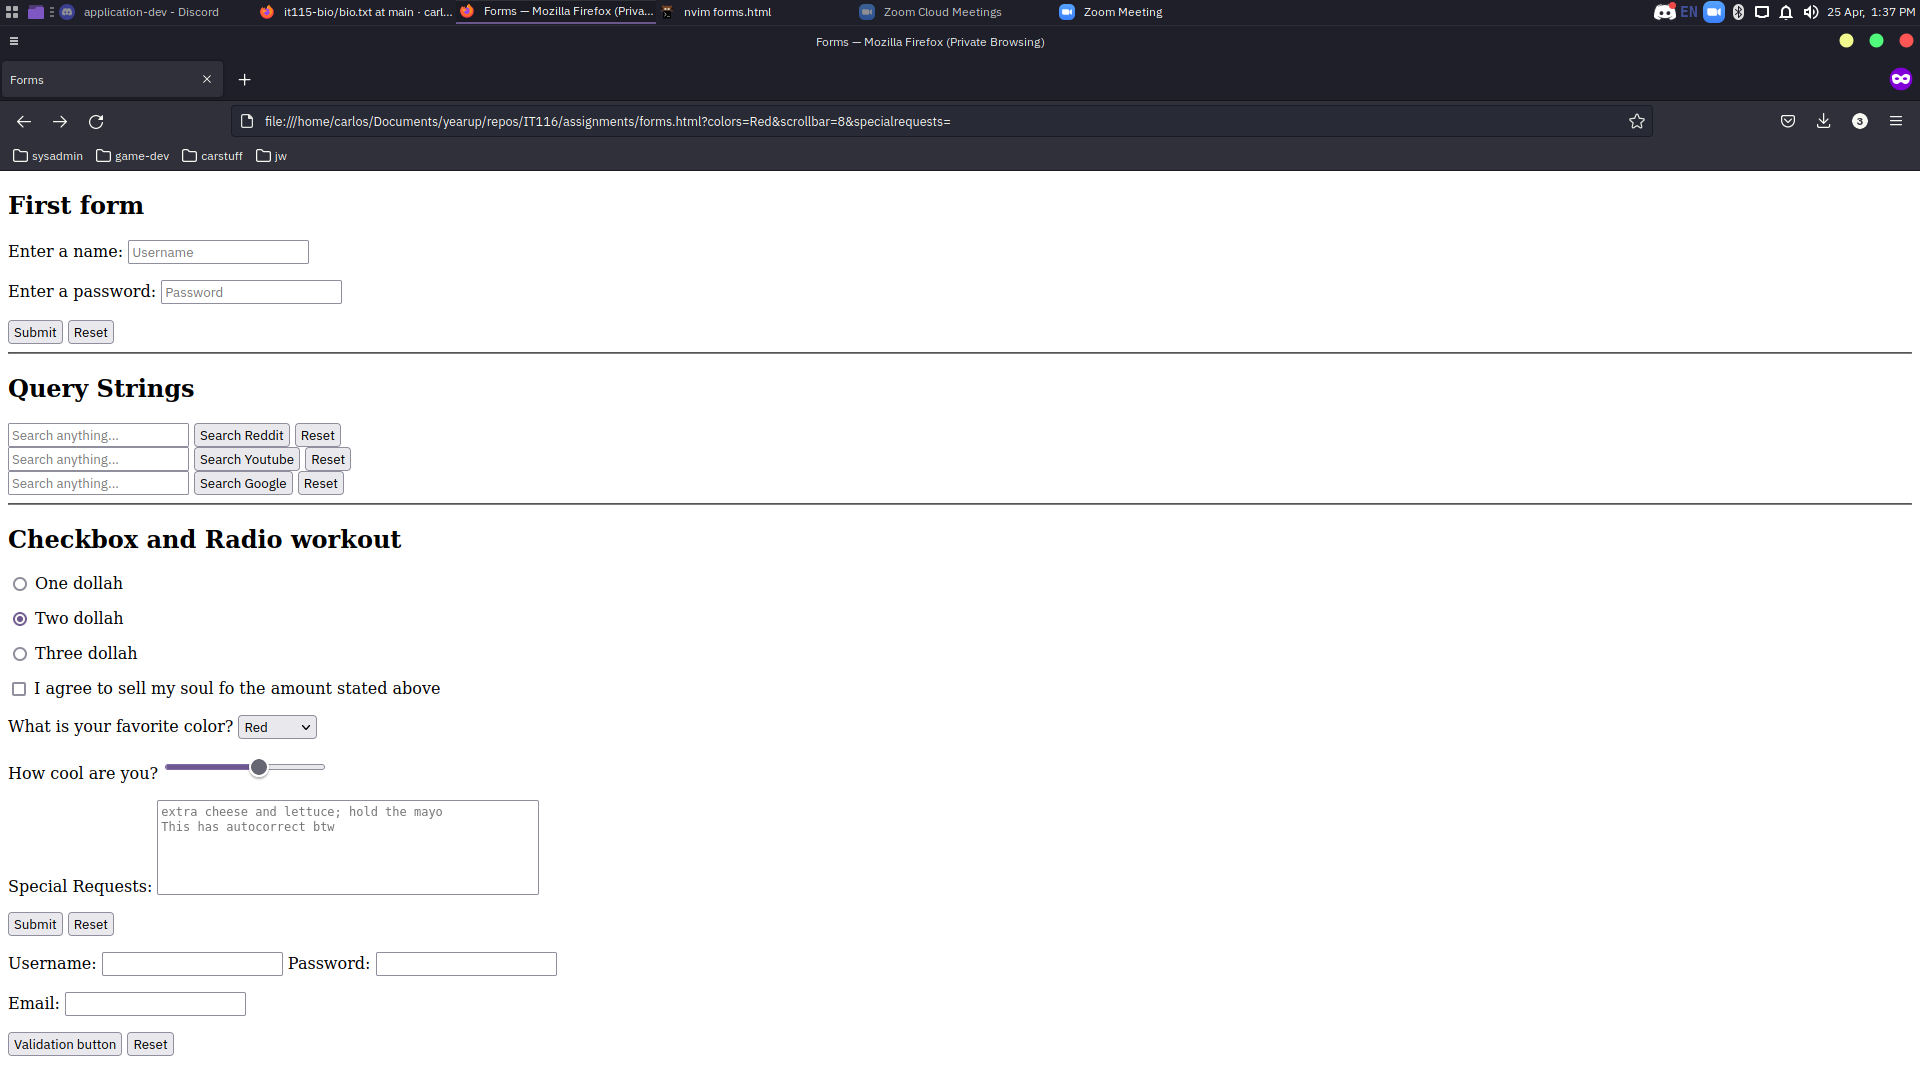 application-dev - Discord it115-bio/bio.txt at main · carl... Forms — Mozilla Firefox (Priva... nvim forms.html Zoom Cloud Meetings Zoom Meeting EN 25 Apr, 1:37 PM
Forms — Mozilla Firefox (Private Browsing)
Forms
file:///home/carlos/Documents/yearup/repos/IT116/assignments/forms.html?colors=Red&scrollbar=8&specialrequests= 3
sysadmin game-dev carstuff jw
First form
Enter a name: Username
Enter a password: Password
Submit Reset
Query Strings
Search anything... Search Reddit Reset
Search anything... Search Youtube Reset
Search anything... Search Google Reset
Checkbox and Radio workout
One dollah
Two dollah
Three dollah
I agree to sell my soul fo the amount stated above
What is your favorite color? Red
How cool are you?
extra cheese and lettuce; hold the mayo
This has autocorrect btw
Special Requests:
Submit Reset
Username: Password:
Email:
Validation button Reset